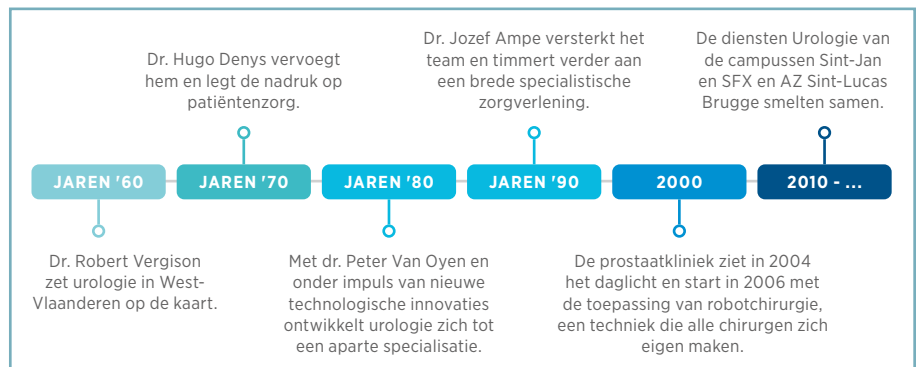 Dr. Hugo Denys vervoegt
hem en legt de nadruk op
patiëntenzorg.
Dr. Jozef Ampe versterkt het
team en timmert verder aan
een brede specialistische
zorgverlening.
De diensten Urologie van
de campussen Sint-Jan
en SFX en AZ Sint-Lucas
Brugge smelten samen.
JAREN '60
JAREN '70
JAREN '80
JAREN '90
2000
2010 - ...
Dr. Robert Vergison
zet urologie in West-
Vlaanderen op de kaart.
Met dr. Peter Van Oyen en
onder impuls van nieuwe
technologische innovaties
ontwikkelt urologie zich tot
een aparte specialisatie.
De prostaatkliniek ziet in 2004
het daglicht en start in 2006 met
de toepassing van robotchirurgie,
een techniek die alle chirurgen zich
eigen maken.